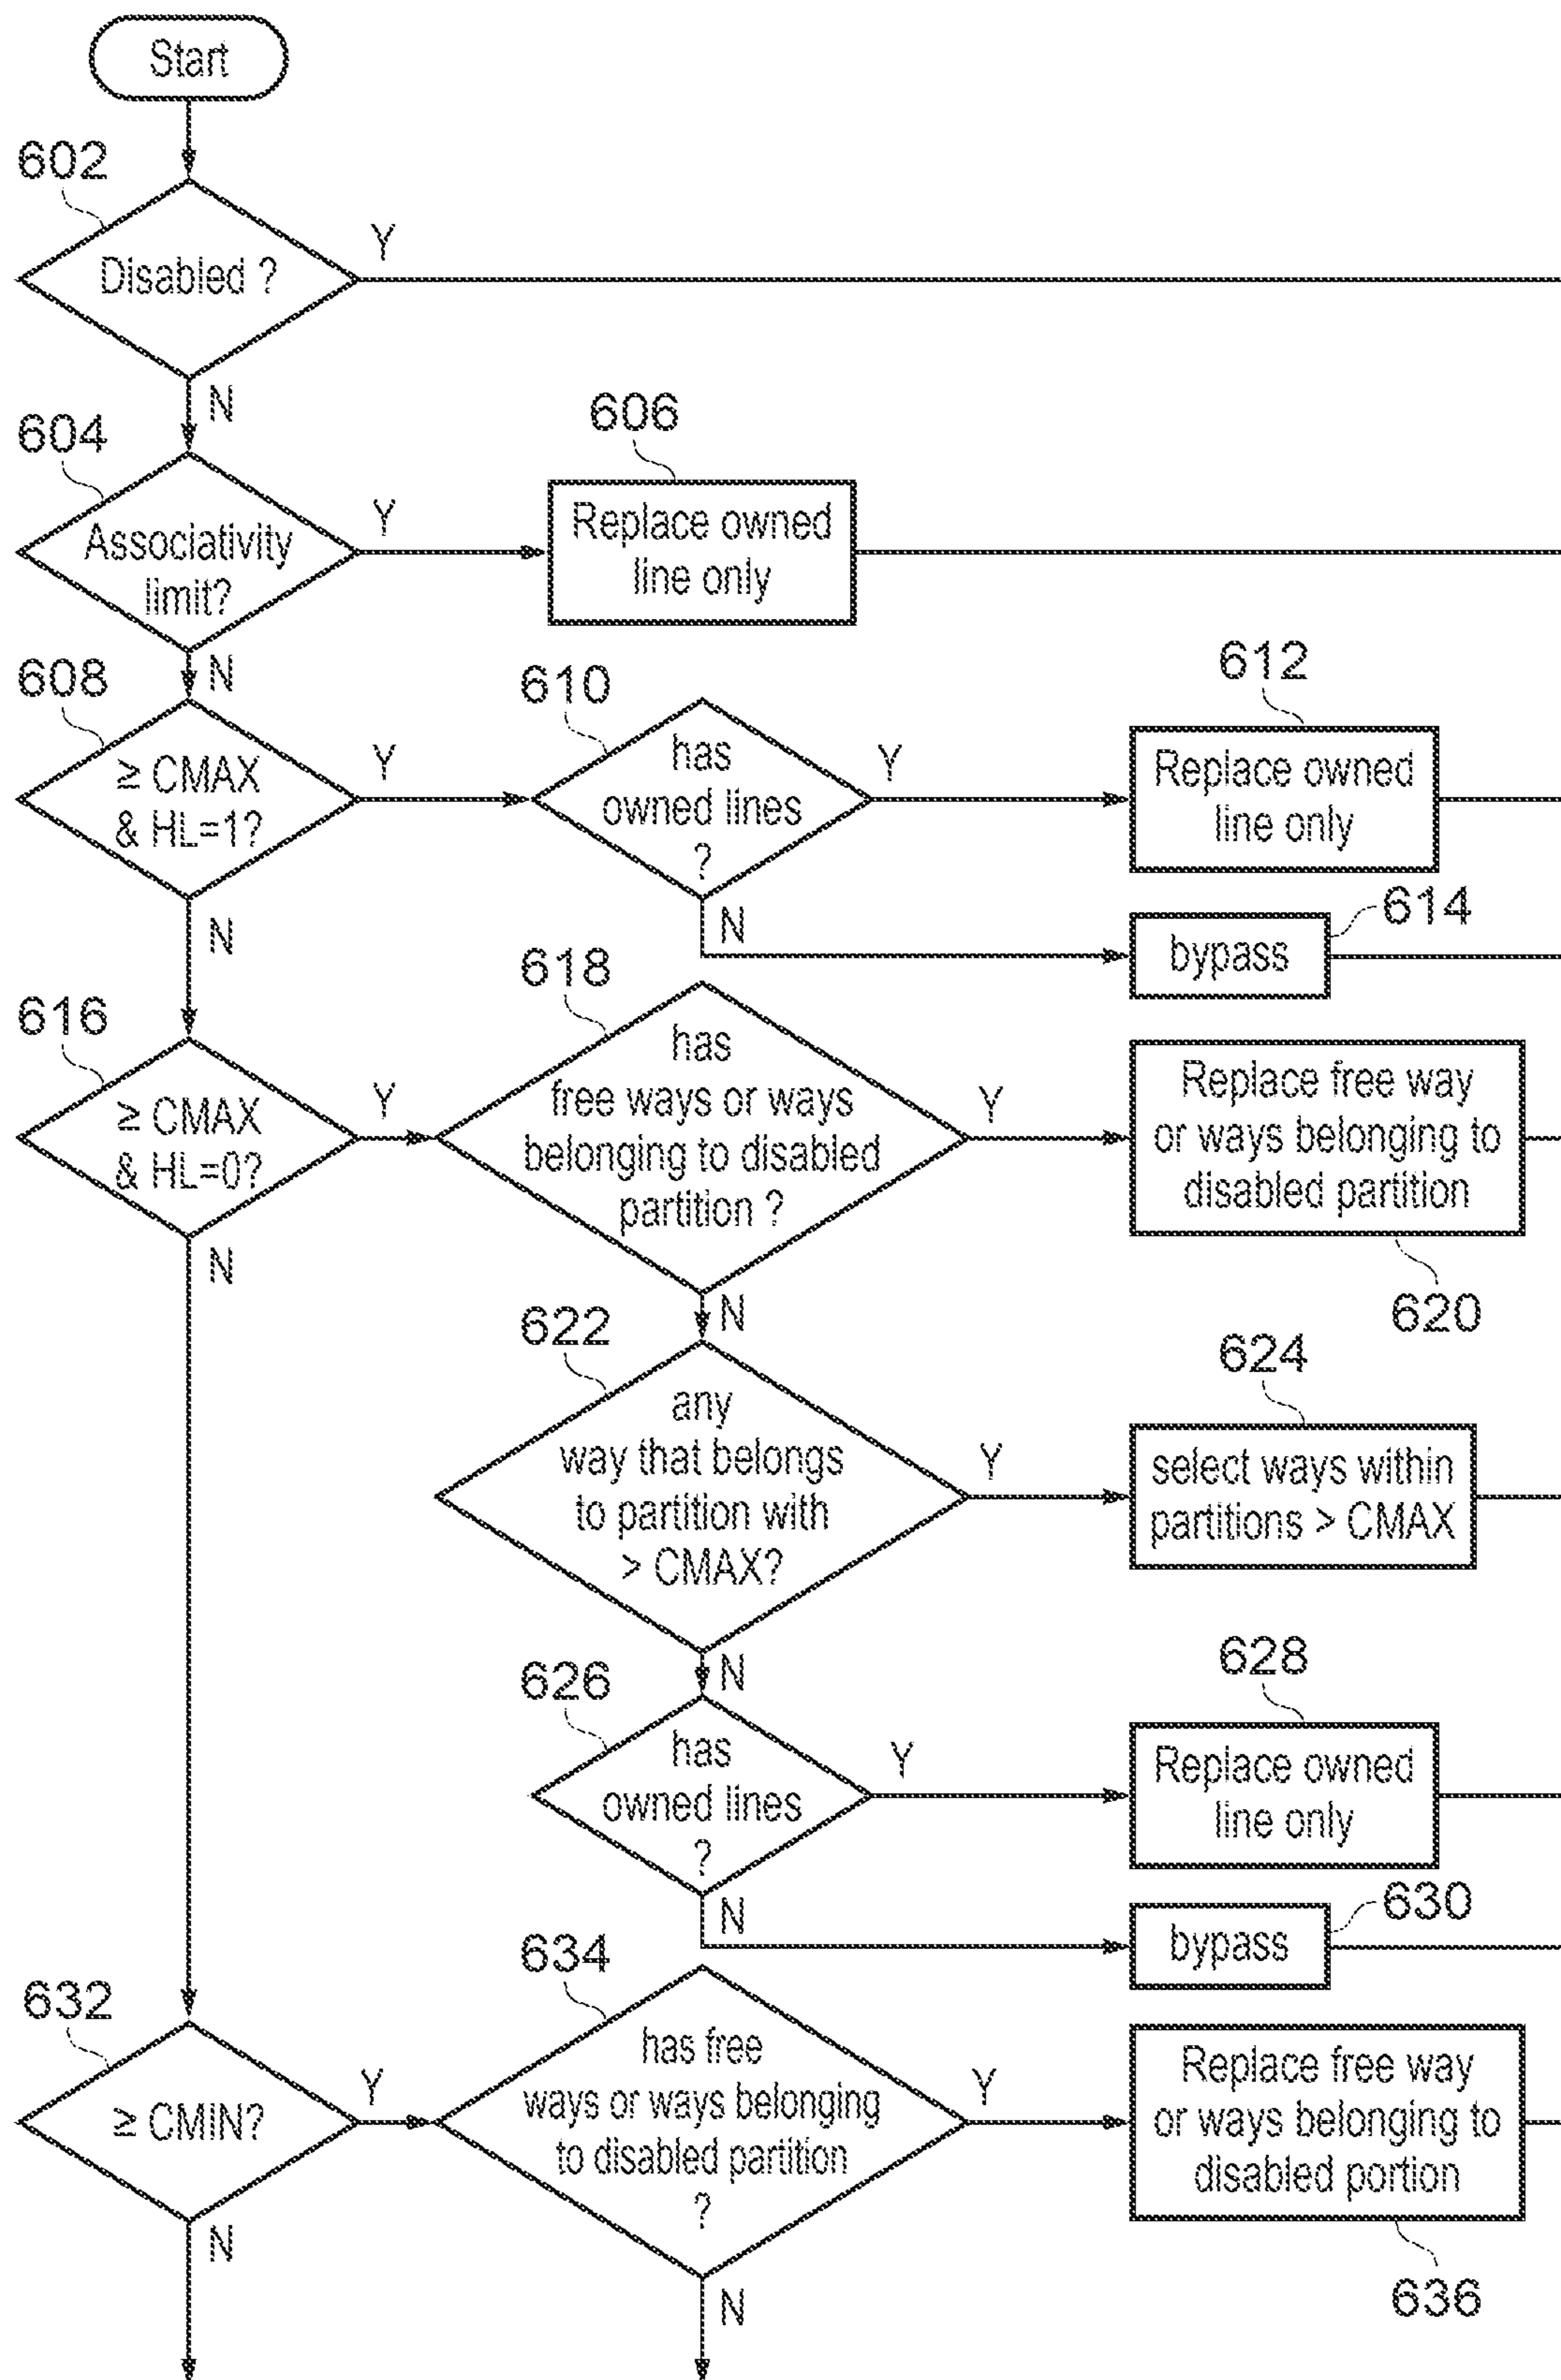 Start
602
Disabled ?
Y
N
604
Associativity
limit?
Y
606
Replace owned
line only
N
608
≥ CMAX
& HL=1?
Y
610
has
owned lines
?
Y
612
Replace owned
line only
N
N
614
bypass
616
≥ CMAX
& HL=0?
Y
618
has
free ways or ways
belonging to disabled
partition ?
Y
Replace free way
or ways belonging to
disabled partition
620
N
N
622
any
way that belongs
to partition with
> CMAX?
Y
624
select ways within
partitions > CMAX
N
626
has
owned lines
?
Y
628
Replace owned
line only
N
630
bypass
632
≥ CMIN?
Y
634
has free
ways or ways belonging
to disabled partition
?
Y
Replace free way
or ways belonging to
disabled portion
636
N
N